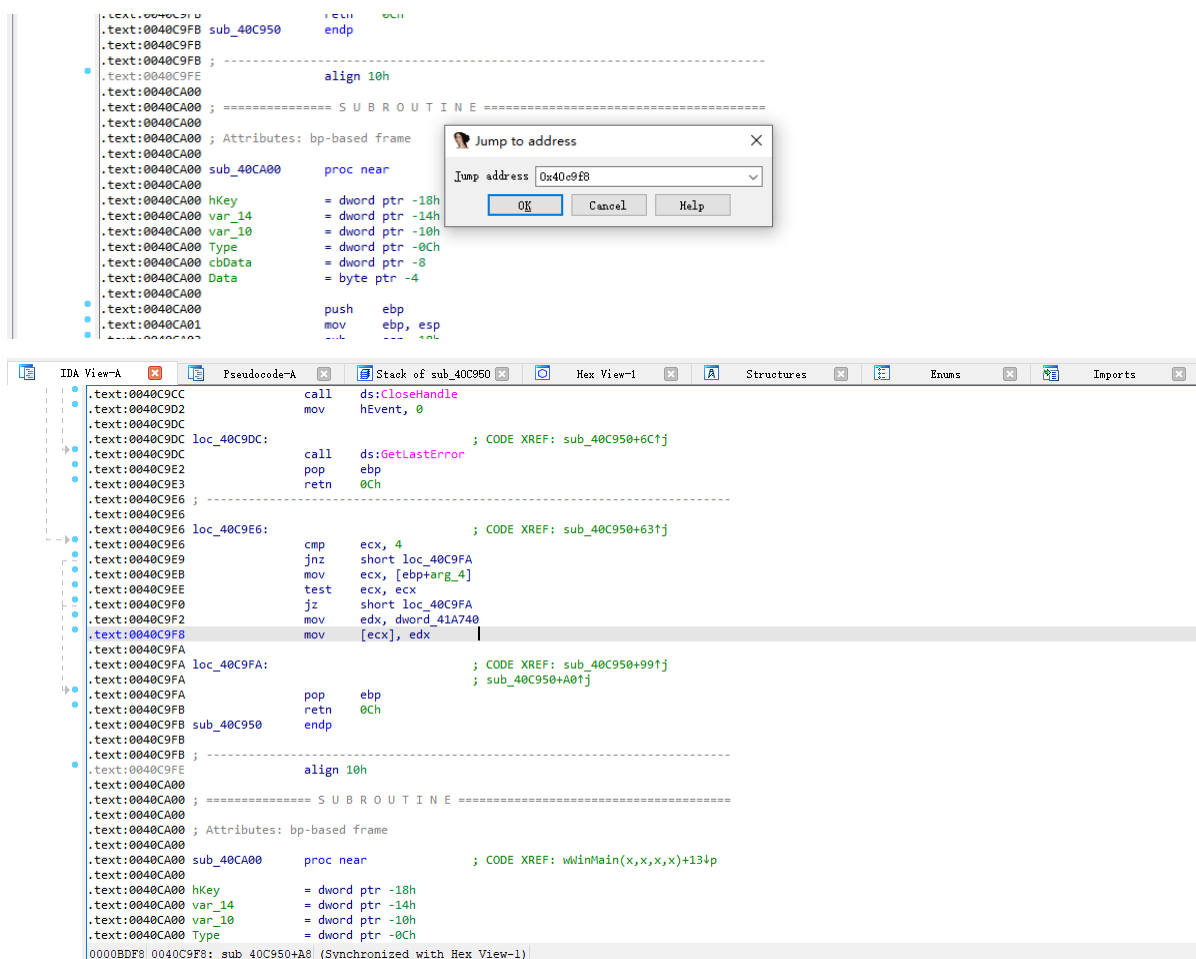 .text:0040C9FB retn 0Ch
.text:0040C9FB sub_40C950 endp
.text:0040C9FB
.text:0040C9FB ; ---------------------------------------------------------------------------
.text:0040C9FE align 10h
.text:0040CA00
.text:0040CA00 ; =============== S U B R O U T I N E =======================================
.text:0040CA00
.text:0040CA00 ; Attributes: bp-based frame
.text:0040CA00
.text:0040CA00 sub_40CA00 proc near
.text:0040CA00
.text:0040CA00 hKey = dword ptr -18h
.text:0040CA00 var_14 = dword ptr -14h
.text:0040CA00 var_10 = dword ptr -10h
.text:0040CA00 Type = dword ptr -0Ch
.text:0040CA00 cbData = dword ptr -8
.text:0040CA00 Data = byte ptr -4
.text:0040CA00
.text:0040CA00 push ebp
.text:0040CA01 mov ebp, esp
Jump to address
Jump address 0x40c9f8
OK Cancel Help
IDA View-A Pseudocode-A Stack of sub_40C950 Hex View-1 Structures Enums Imports
.text:0040C9CC call ds:CloseHandle
.text:0040C9D2 mov hEvent, 0
.text:0040C9DC
.text:0040C9DC loc_40C9DC: ; CODE XREF: sub_40C950+6C↑j
.text:0040C9DC call ds:GetLastError
.text:0040C9E2 pop ebp
.text:0040C9E3 retn 0Ch
.text:0040C9E6 ; ---------------------------------------------------------------------------
.text:0040C9E6
.text:0040C9E6 loc_40C9E6: ; CODE XREF: sub_40C950+63↑j
.text:0040C9E6 cmp ecx, 4
.text:0040C9E9 jnz short loc_40C9FA
.text:0040C9EB mov ecx, [ebp+arg_4]
.text:0040C9EE test ecx, ecx
.text:0040C9F0 jz short loc_40C9FA
.text:0040C9F2 mov edx, dword_41A740
.text:0040C9F8 mov [ecx], edx
.text:0040C9FA
.text:0040C9FA loc_40C9FA: ; CODE XREF: sub_40C950+99↑j
.text:0040C9FA ; sub_40C950+A0↑j
.text:0040C9FA pop ebp
.text:0040C9FB retn 0Ch
.text:0040C9FB sub_40C950 endp
.text:0040C9FB
.text:0040C9FB ; ---------------------------------------------------------------------------
.text:0040C9FE align 10h
.text:0040CA00
.text:0040CA00 ; =============== S U B R O U T I N E =======================================
.text:0040CA00
.text:0040CA00 ; Attributes: bp-based frame
.text:0040CA00
.text:0040CA00 sub_40CA00 proc near ; CODE XREF: wWinMain(x,x,x,x)+13↓p
.text:0040CA00
.text:0040CA00 hKey = dword ptr -18h
.text:0040CA00 var_14 = dword ptr -14h
.text:0040CA00 var_10 = dword ptr -10h
.text:0040CA00 Type = dword ptr -0Ch
0000BDF8 0040C9F8: sub_40C950+A8 (Synchronized with Hex View-1)